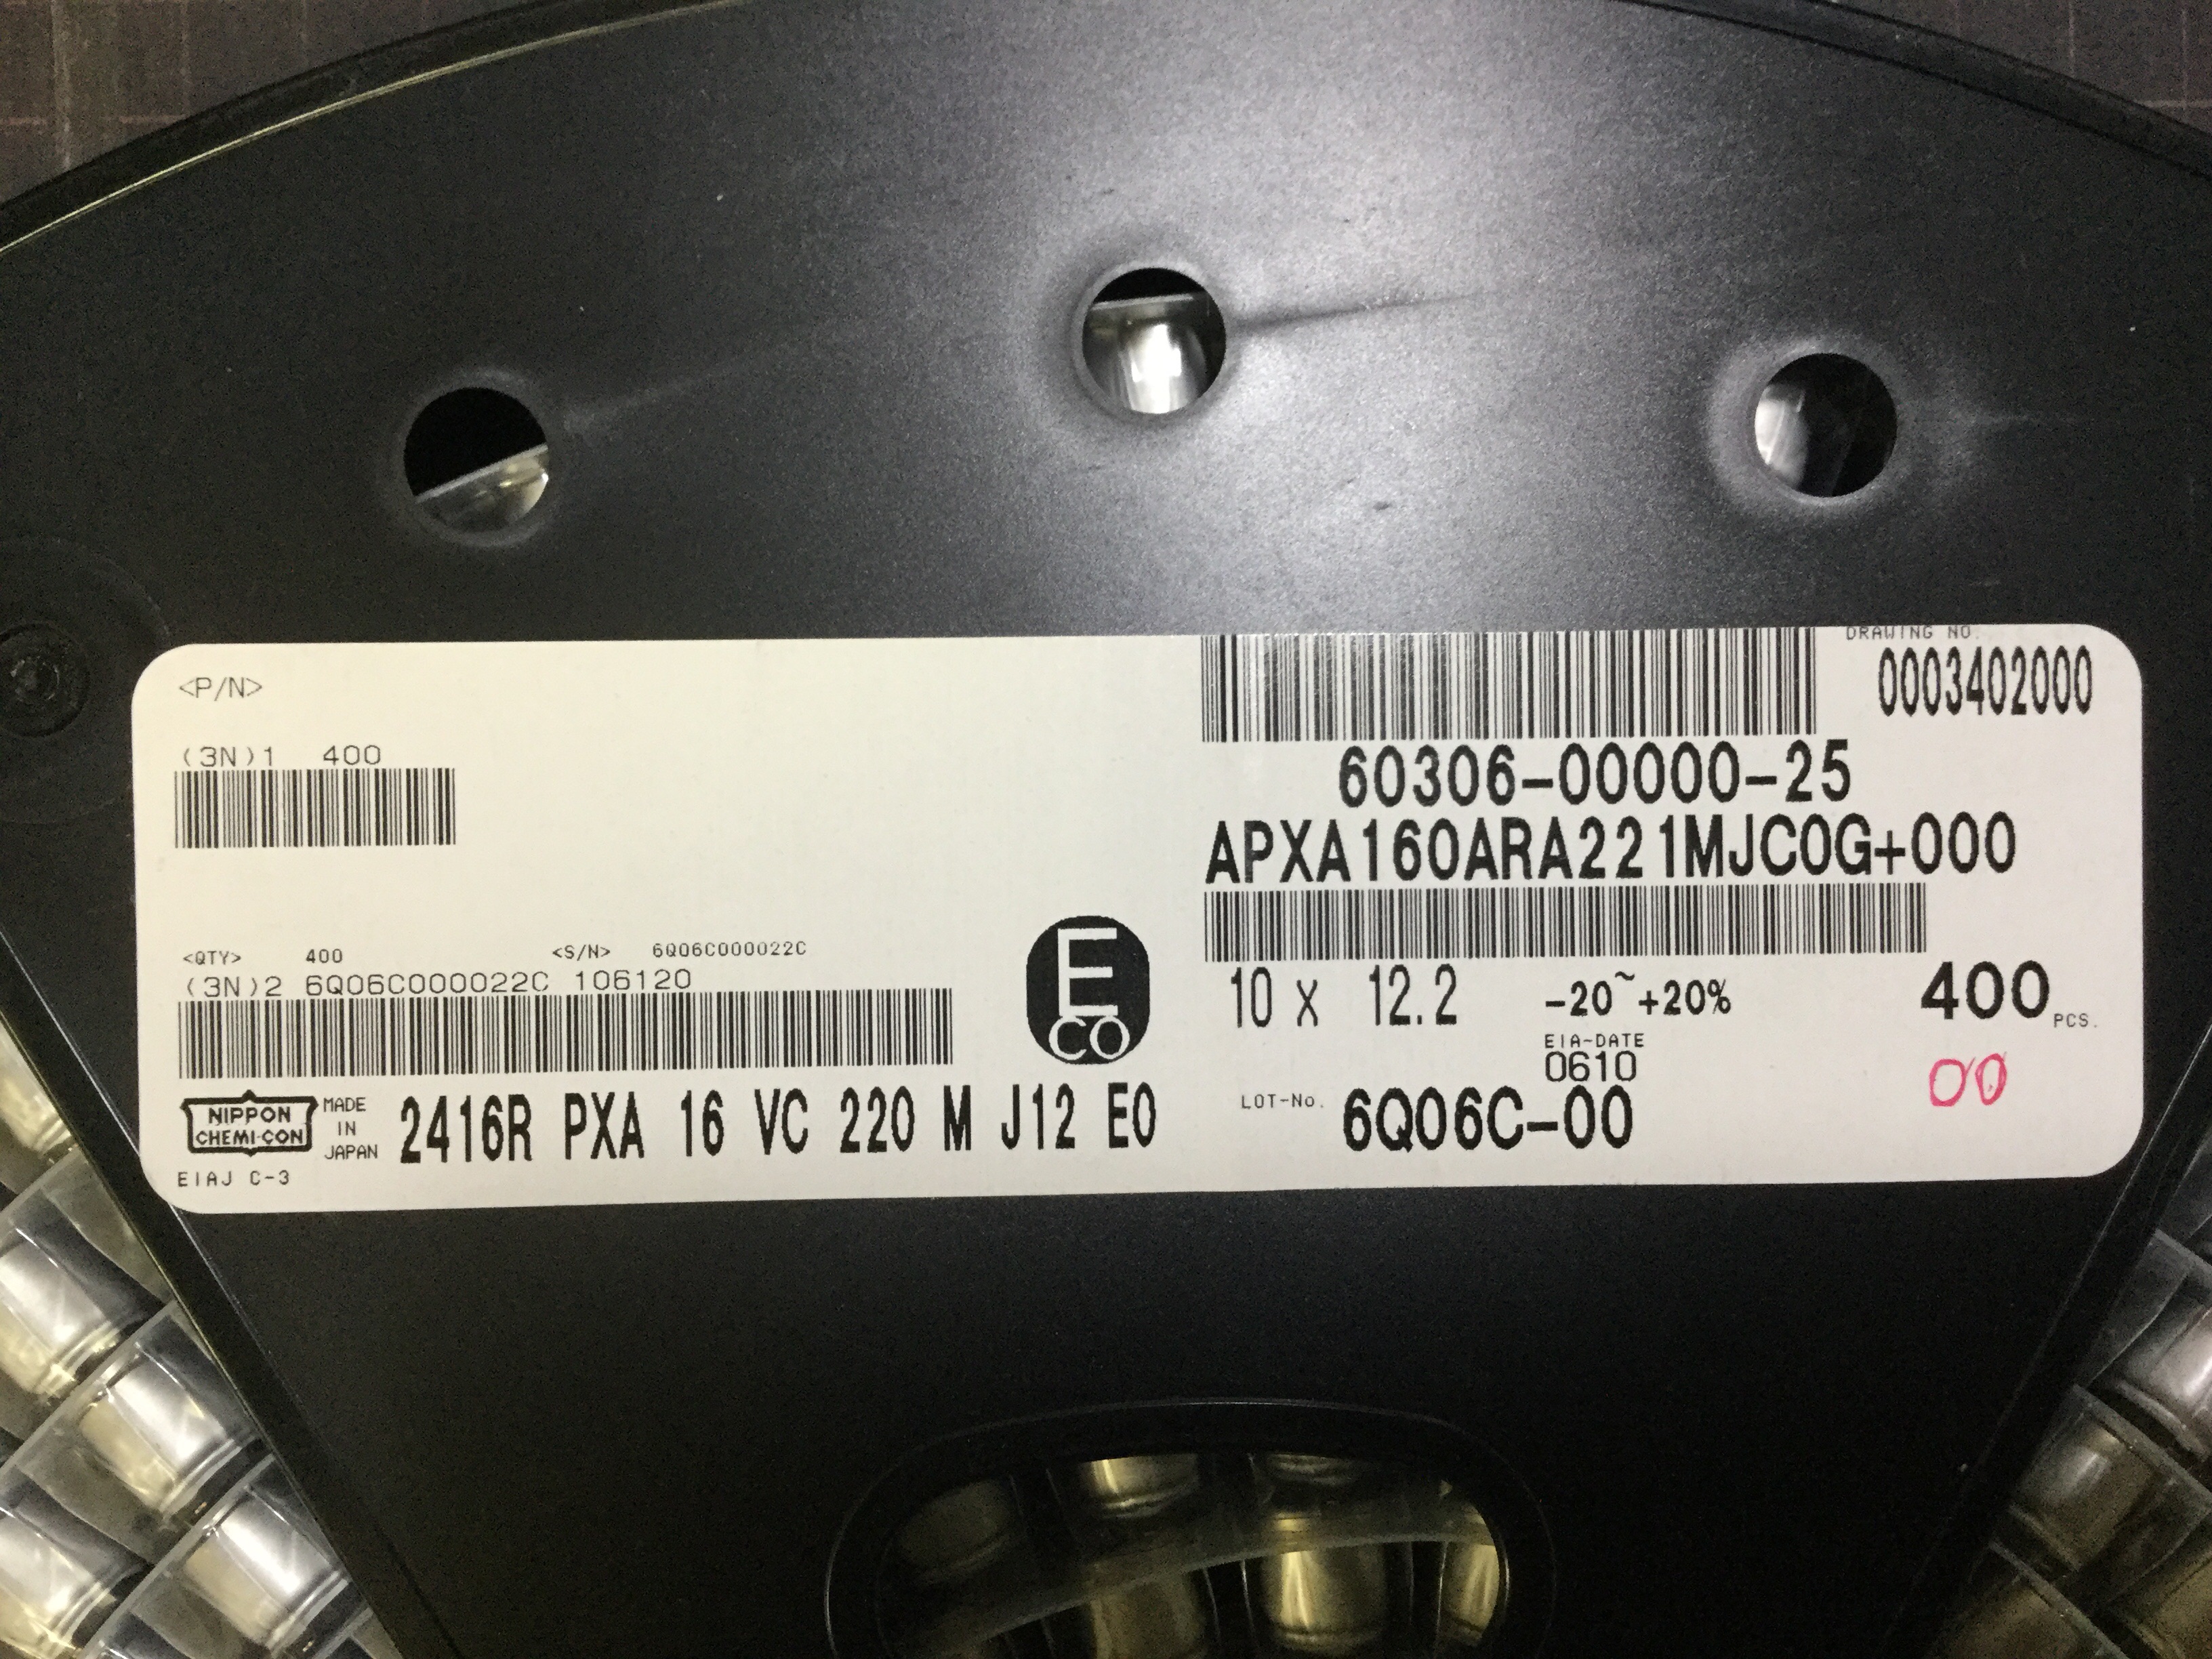 <P/N>
(3N)1 400
<QTY> 400 <S/N> 6Q06C000022C
(3N)2 6Q06C000022C 106120
NIPPON
CHEMI-CON
MADE
IN
JAPAN
2416R PXA 16 VC 220 M J12 E0
EIAJ C-3
E
CO
DRAWING NO.
0003402000
60306-00000-25
APXA160ARA221MJC0G+000
10 x 12.2 -20~+20% 400 PCS.
EIA-DATE
0610
LOT-No. 6Q06C-00
00